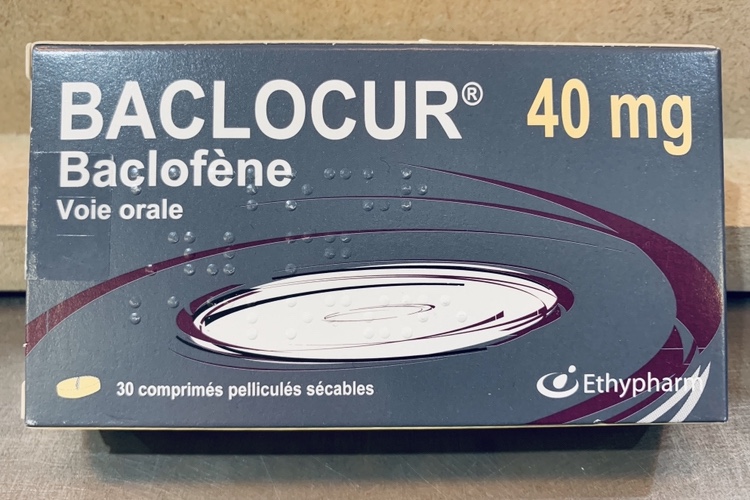 BACLOCUR® 40 mg
Baclofène
Voie orale
30 comprimés pelliculés sécables
Ethypharm